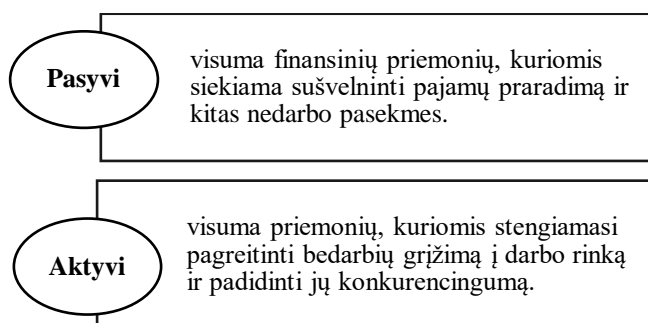 Pasyvi
visuma finansinių priemonių, kuriomis
siekiama sušvelninti pajamų praradimą ir
kitas nedarbo pasekmes.
Aktyvi
visuma priemonių, kuriomis stengiamasi
pagreitinti bedarbių grįžimą į darbo rinką
ir padidinti jų konkurencingumą.